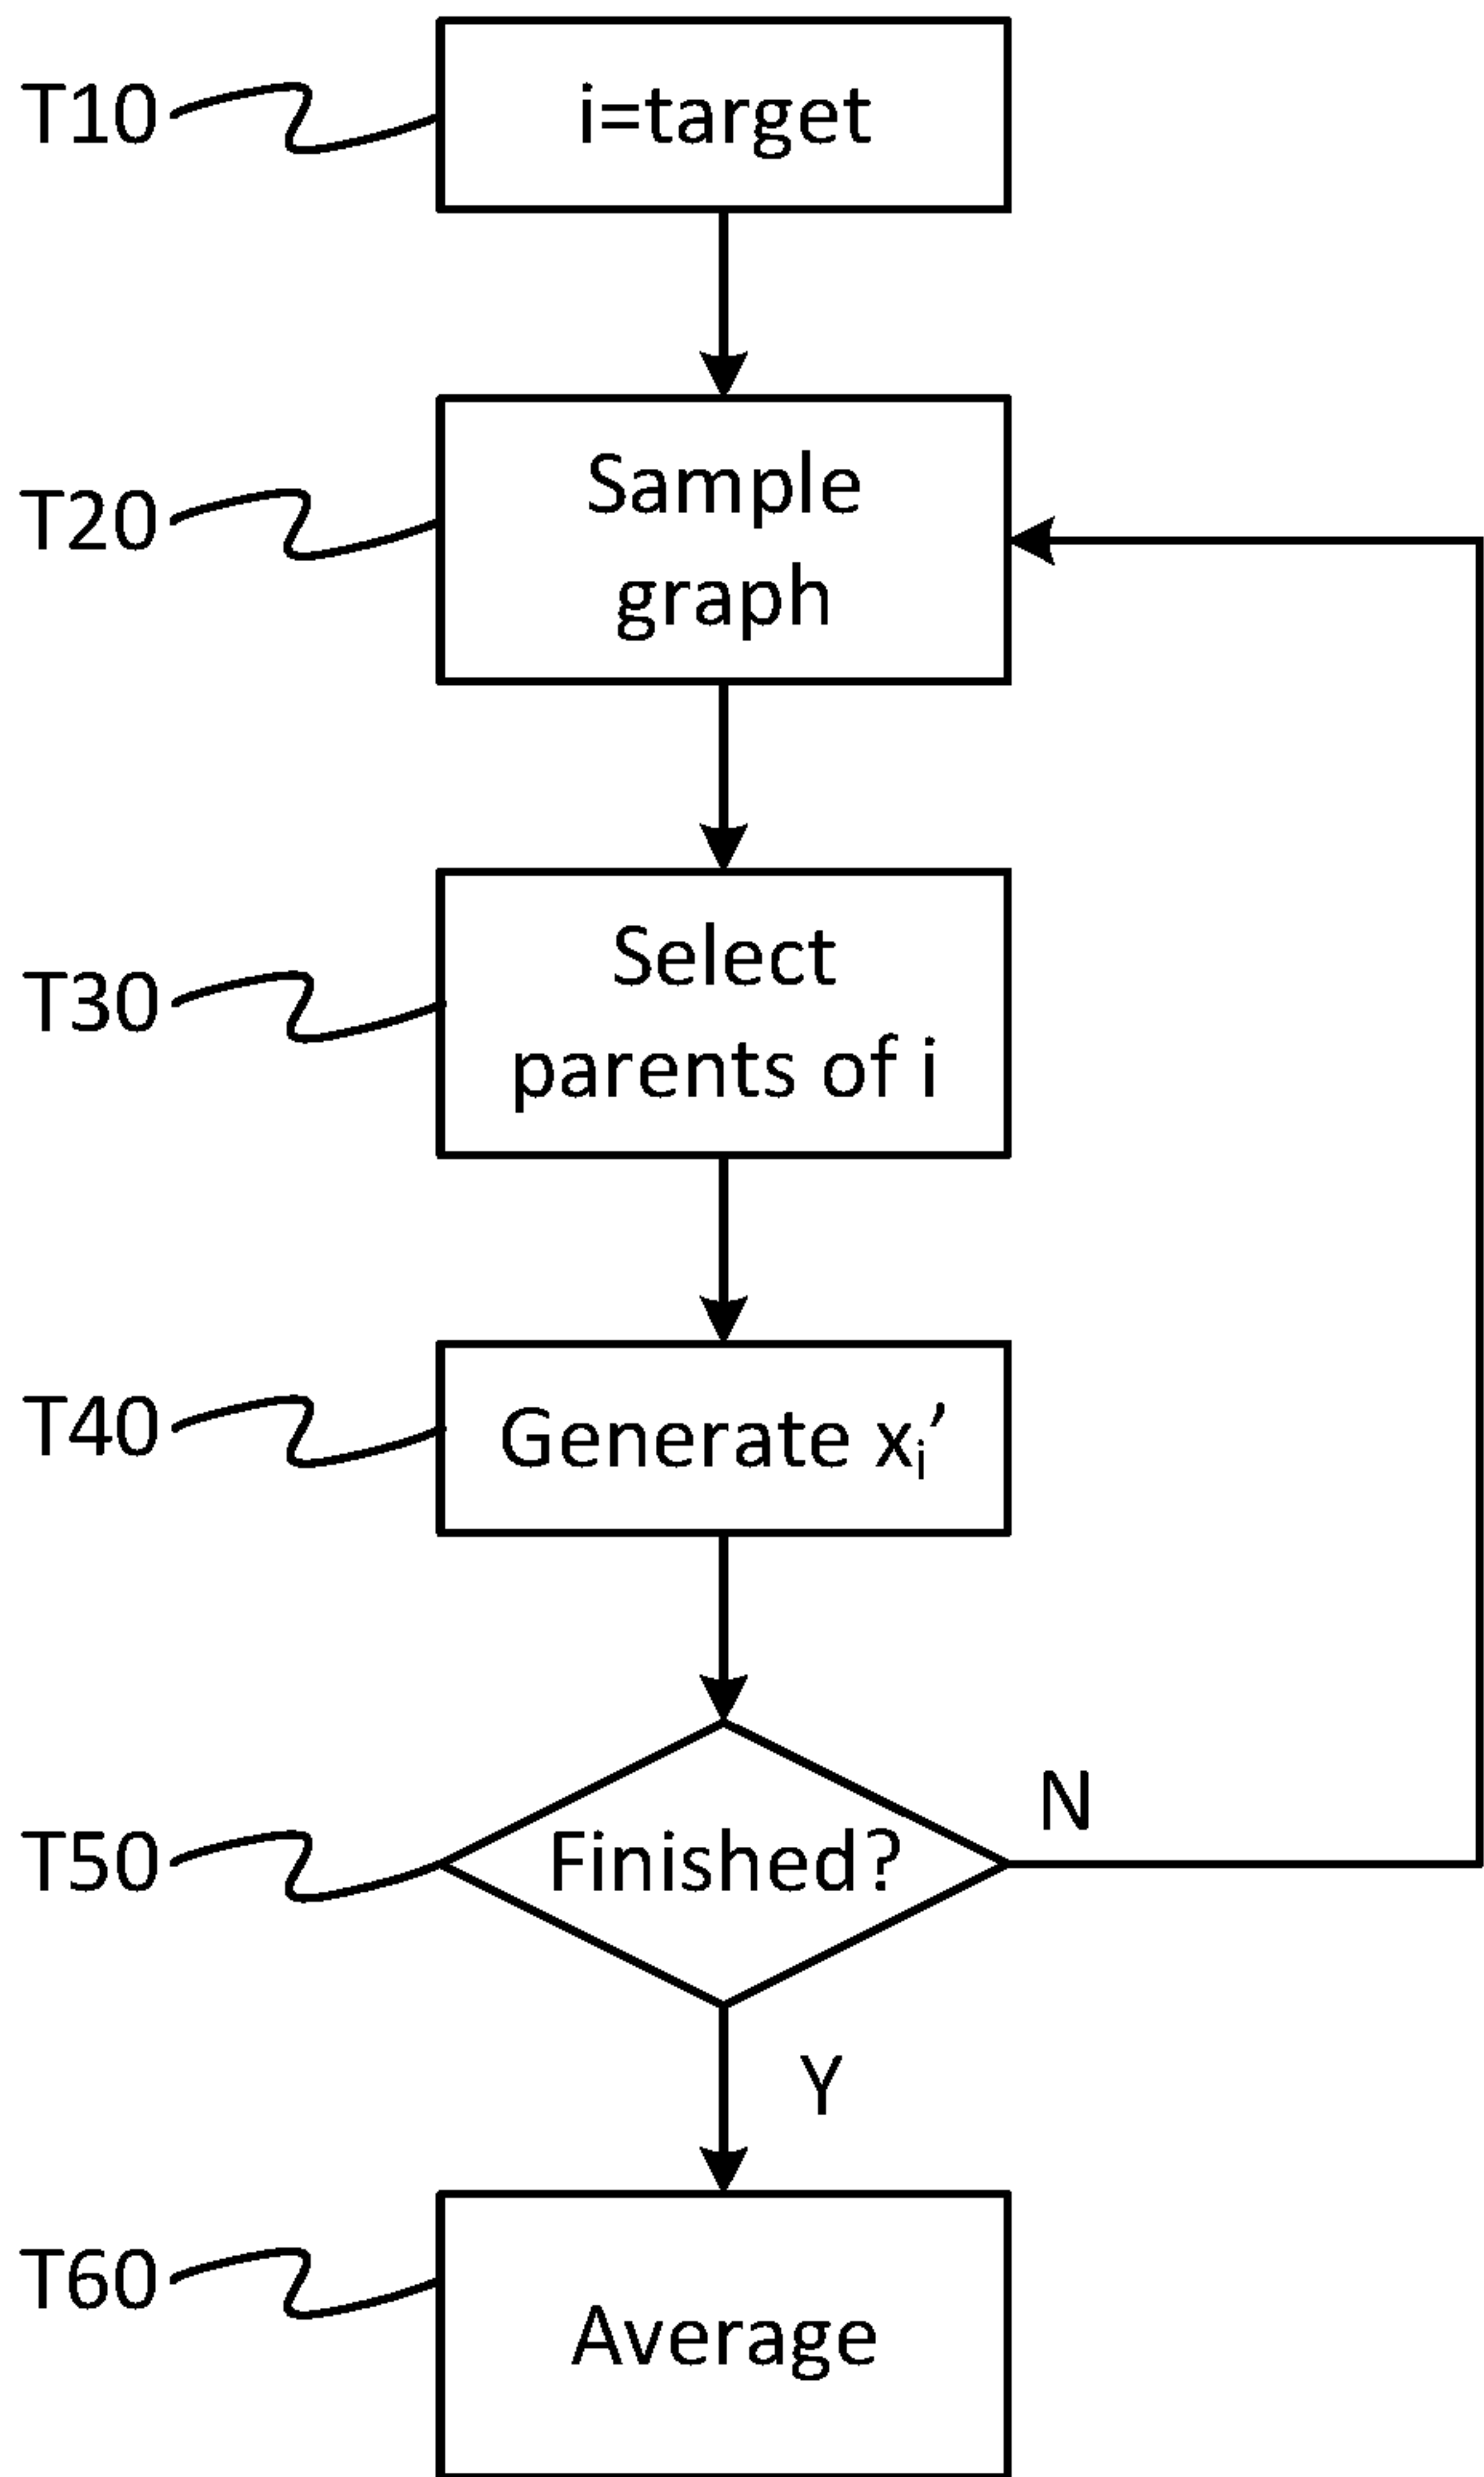 T10
i=target
T20
Sample
graph
T30
Select
parents of i
T40
Generate xᵢ’
T50
Finished?
N
Y
T60
Average